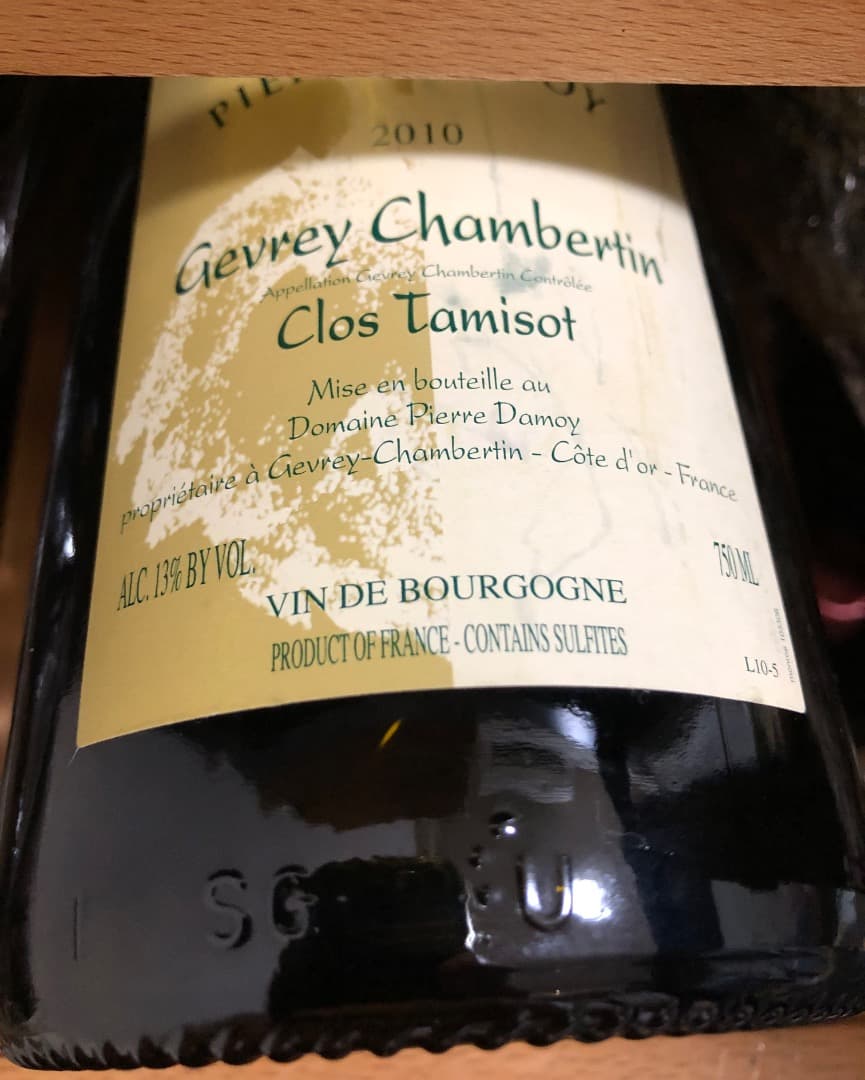 2010
Gevrey Chambertin
Appellation Gevrey Chambertin Contrôlée
Clos Tamisot
Mise en bouteille au
Domaine Pierre Damoy
propriétaire à Gevrey-Chambertin - Côte d'or - France
ALC. 13% BY VOL.
750 ML
VIN DE BOURGOGNE
PRODUCT OF FRANCE - CONTAINS SULFITES
L10-5
SG
U